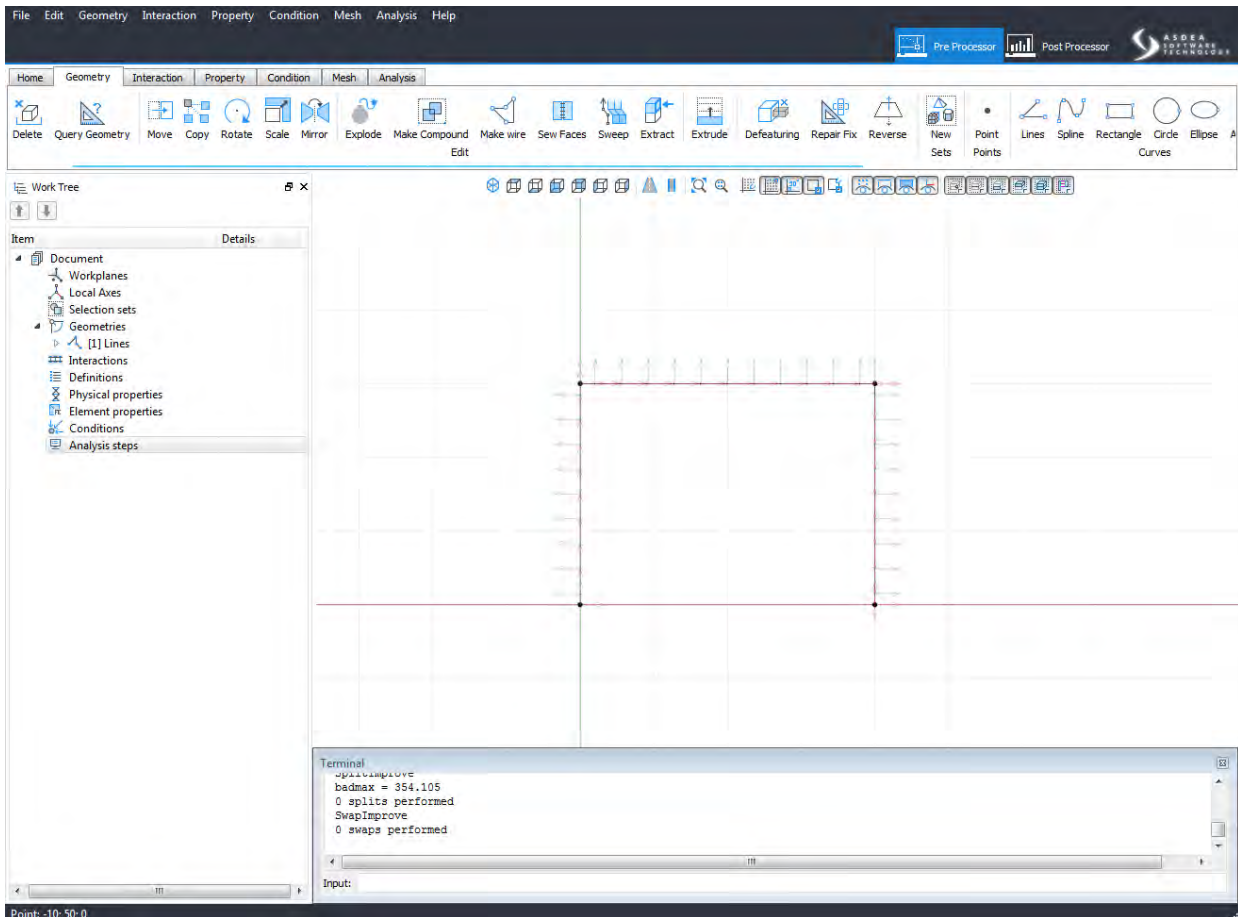 File Edit Geometry Interaction Property Condition Mesh Analysis Help
Pre Processor Post Processor ASDEA SOFTWARE TECHNOLOGY
Home Geometry Interaction Property Condition Mesh Analysis
Delete Query Geometry Move Copy Rotate Scale Mirror Explode Make Compound Make wire Sew Faces Sweep Extract Extrude Defeaturing Repair Fix Reverse New Point Lines Spline Rectangle Circle Ellipse A
Edit Sets Points Curves
Work Tree
Item Details
Document
Workplanes
Local Axes
Selection sets
Geometries
[1] Lines
Interactions
Definitions
Physical properties
Element properties
Conditions
Analysis steps
Terminal
SplitImprove
badmax = 354.105
0 splits performed
SwapImprove
0 swaps performed
Input:
Point: -10; 50; 0